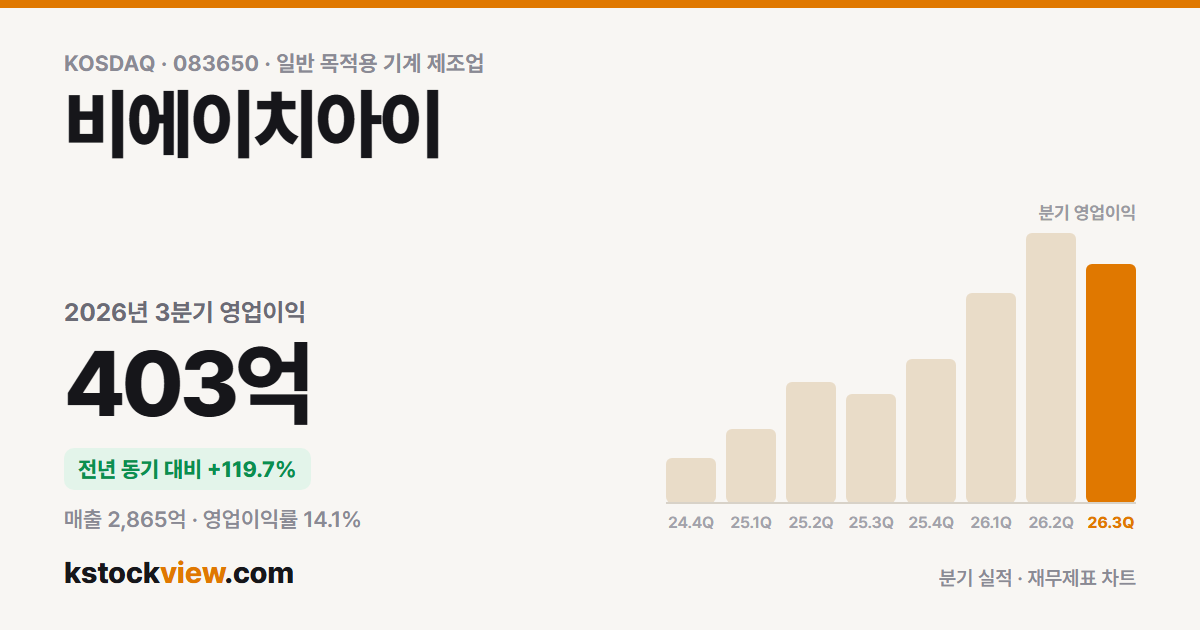 KOSDAQ · 083650 · 일반 목적용 기계 제조업
비에이치아이
2026년 3분기 영업이익
403억
전년 동기 대비 +119.7%
매출 2,865억 · 영업이익률 14.1%
kstockview.com
분기 영업이익
24.4Q 25.1Q 25.2Q 25.3Q 25.4Q 26.1Q 26.2Q 26.3Q
분기 실적 · 재무제표 차트